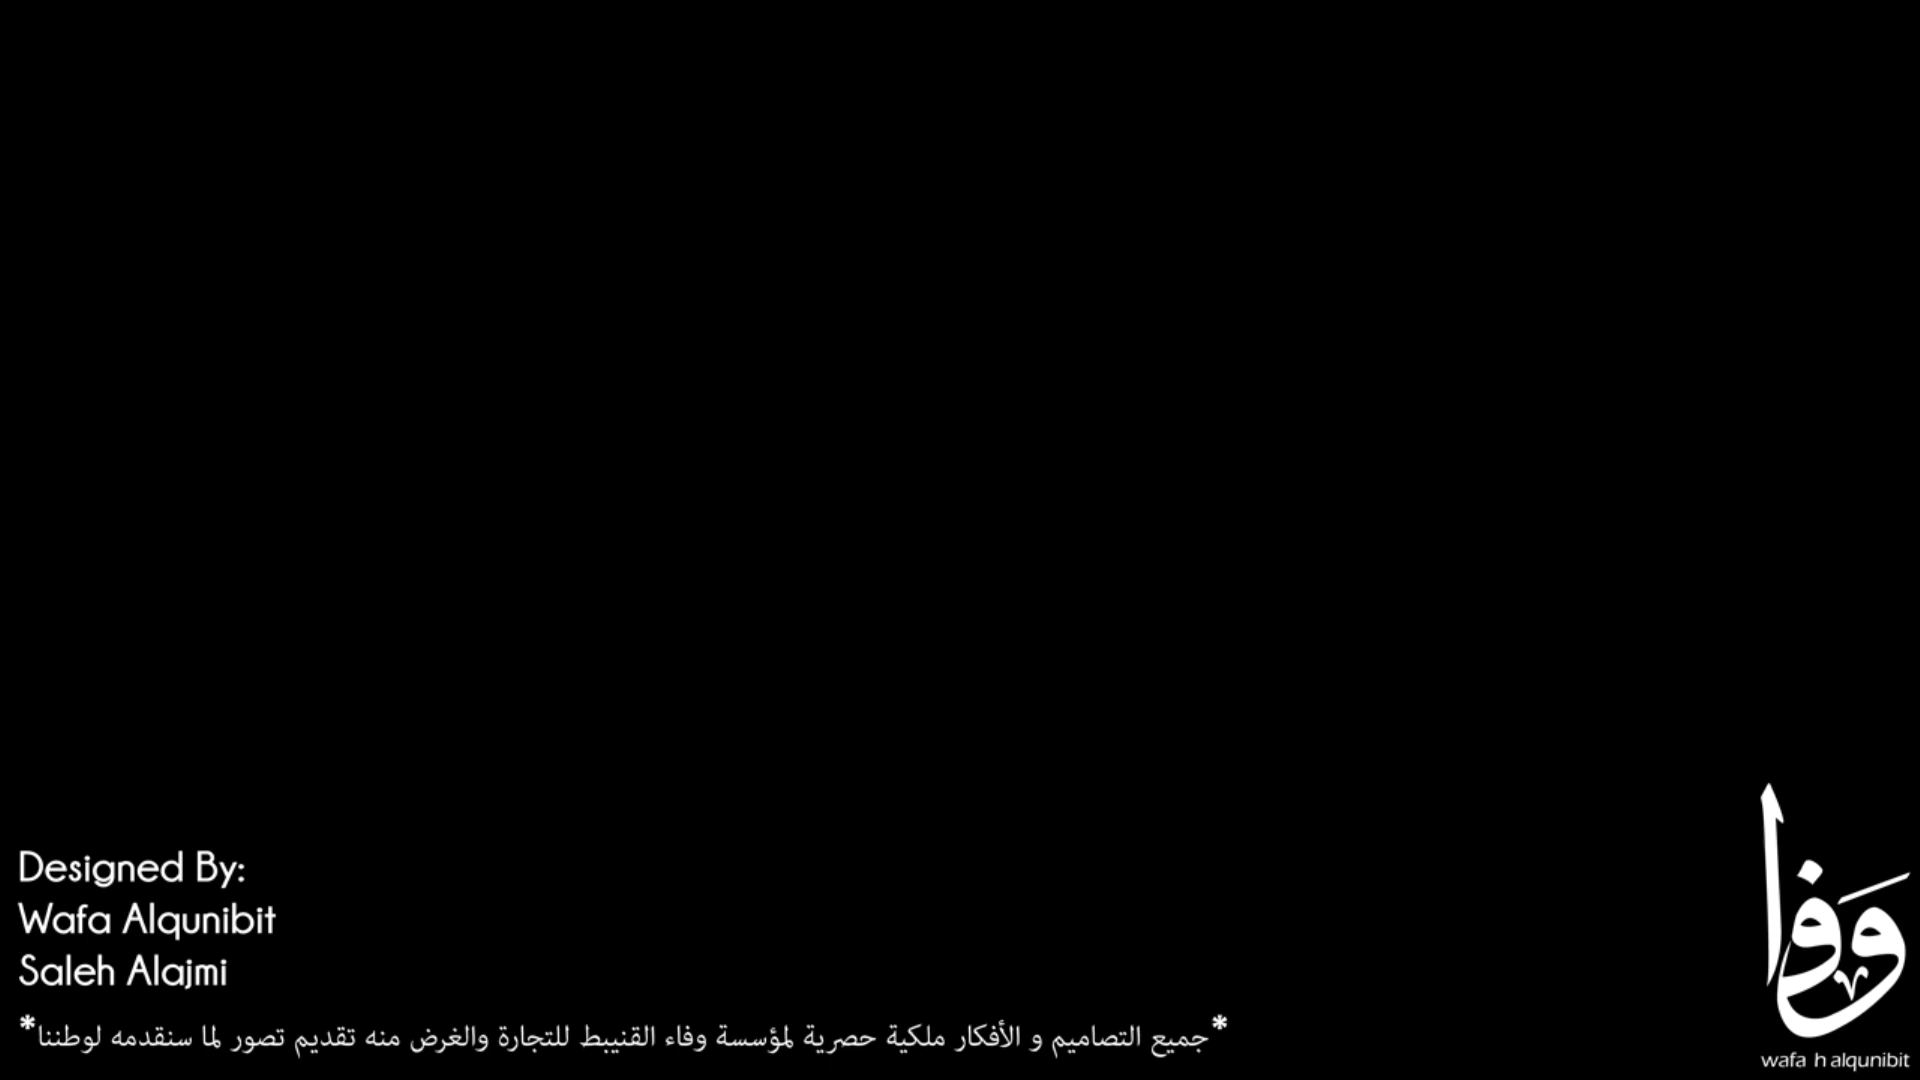 Designed By:
Wafa Alqunibit
Saleh Alajmi
*جميع التصاميم و الأفكار ملكية حصرية لمؤسسة وفاء القنيبط للتجارة والغرض منه تقديم تصور لما سنقدمه لوطننا*
وفا
wafa h alqunibit